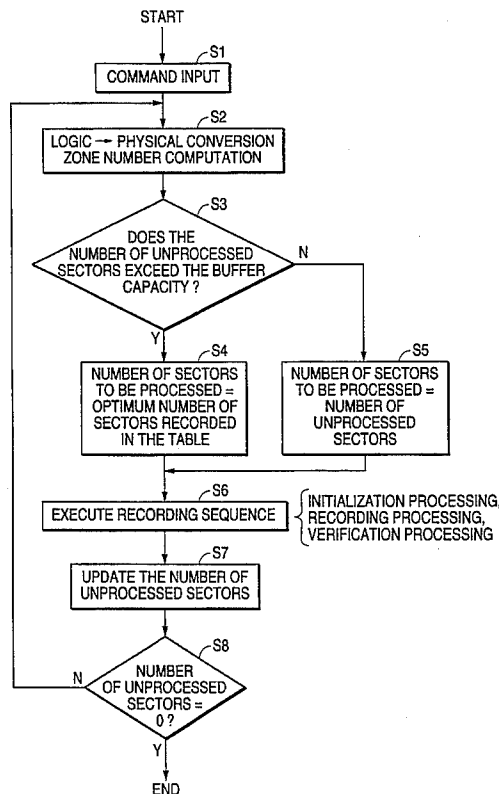 START
S1
COMMAND INPUT
S2
LOGIC → PHYSICAL CONVERSION
ZONE NUMBER COMPUTATION
S3
DOES THE
NUMBER OF UNPROCESSED
SECTORS EXCEED THE BUFFER
CAPACITY ?
N
Y
S4
NUMBER OF SECTORS
TO BE PROCESSED =
OPTIMUM NUMBER OF
SECTORS RECORDED
IN THE TABLE
S5
NUMBER OF SECTORS
TO BE PROCESSED =
NUMBER OF
UNPROCESSED
SECTORS
S6
EXECUTE RECORDING SEQUENCE
INITIALIZATION PROCESSING,
RECORDING PROCESSING,
VERIFICATION PROCESSING
S7
UPDATE THE NUMBER OF
UNPROCESSED SECTORS
S8
N
NUMBER
OF UNPROCESSED
SECTORS =
0 ?
Y
END